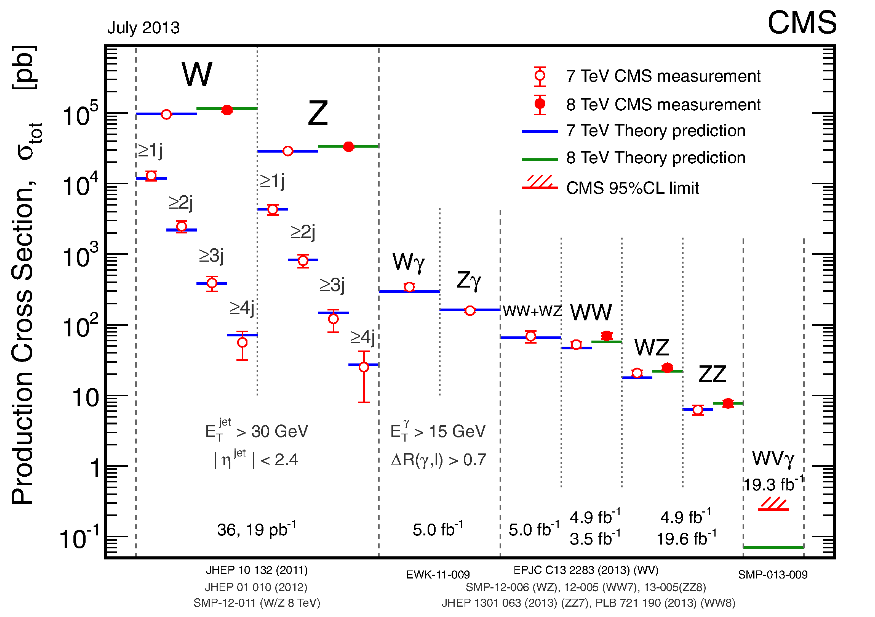 July 2013
CMS
Production Cross Section, σtot [pb]
10^5
10^4
10^3
10^2
10
1
10^-1
W
Z
≥1j
≥2j
≥3j
≥4j
≥1j
≥2j
≥3j
≥4j
7 TeV CMS measurement
8 TeV CMS measurement
7 TeV Theory prediction
8 TeV Theory prediction
CMS 95%CL limit
Wγ
Zγ
WW+WZ
WW
WZ
ZZ
WVγ
19.3 fb^-1
E_T^jet > 30 GeV
|η^jet| < 2.4
E_T^γ > 15 GeV
ΔR(γ,l) > 0.7
36, 19 pb^-1
5.0 fb^-1
5.0 fb^-1
4.9 fb^-1
3.5 fb^-1
4.9 fb^-1
19.6 fb^-1
JHEP 10 132 (2011)
JHEP 01 010 (2012)
SMP-12-011 (W/Z 8 TeV)
EWK-11-009
EPJC C13 2283 (2013) (WV)
SMP-12-006 (WZ), 12-005 (WW7), 13-005(ZZ8)
JHEP 1301 063 (2013) (ZZ7), PLB 721 190 (2013) (WW8)
SMP-013-009